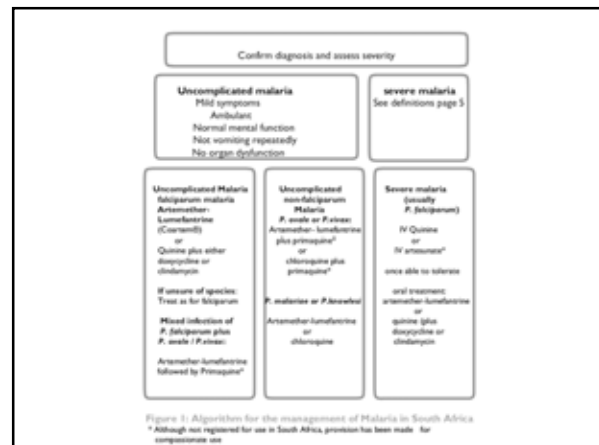 Confirm diagnosis and assess severity
Uncomplicated malaria
Mild symptoms
Ambulant
Normal mental function
Not vomiting repeatedly
No organ dysfunction
severe malaria
See definitions page 5
Uncomplicated Malaria
falciparum malaria
Artemether-
Lumefantrine
(Coartem®)
or
Quinine plus either
doxycycline or
clindamycin
If unsure of species:
Treat as for falciparum
Mixed infection of
P. falciparum plus
P. ovale / P.vivax:
Artemether-lumefantrine
followed by Primaquine*
Uncomplicated
non-falciparum
Malaria
P. ovale or P.vivax:
Artemether- lumefantrine
plus primaquine
or
chloroquine plus
primaquine*
P. malariae or P.knowlesi
Artemether-lumefantrine
or
chloroquine
Severe malaria
(usually
P. falciparum)
IV Quinine
or
IV artesunate*
once able to tolerate
oral treatment:
artemether-lumefantrine
or
quinine (plus
doxycycline or
clindamycin
Figure 1: Algorithm for the management of Malaria in South Africa
* Although not registered for use in South Africa, provision has been made for
compassionate use